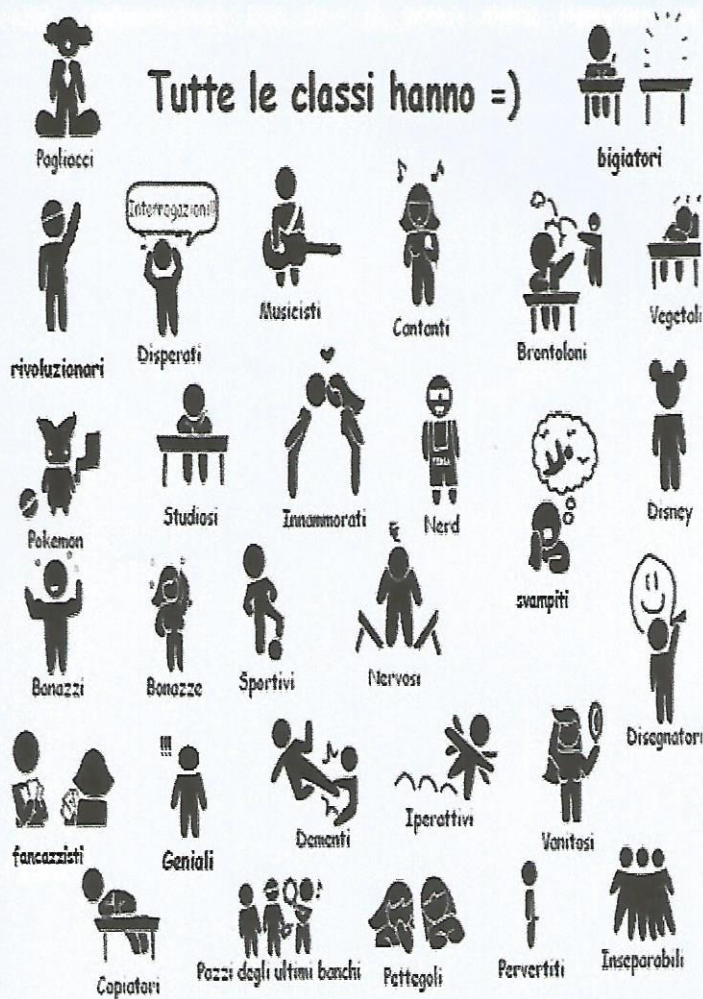 Tutte le classi hanno =)
Pagliacci
bigiatori
Interrogazioni!
rivoluzionari
Disperati
Musicisti
Cantanti
Brontoloni
Vegetali
Pokemon
Studiosi
Innammorati
Nerd
svampiti
Disney
Bonazzi
Bonazze
Sportivi
Nervosi
Disegnatori
!!!
fancazzisti
Geniali
Dementi
Iperattivi
Vanitosi
Copiatori
Pazzi degli ultimi banchi
Pettegoli
Pervertiti
Inseparabili